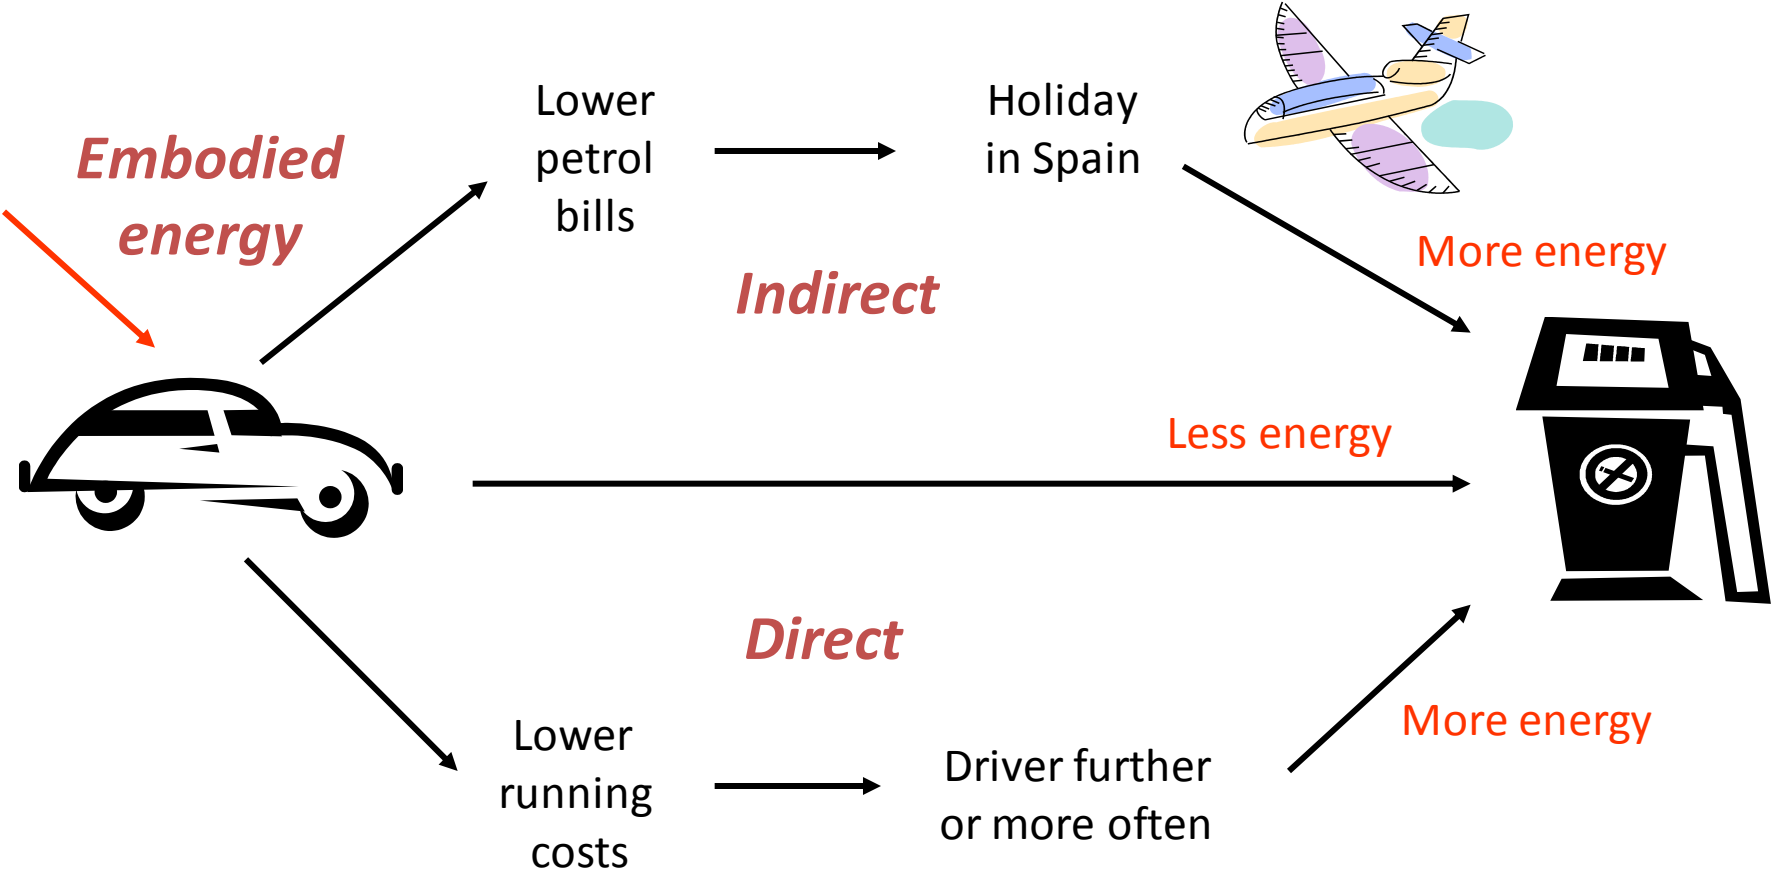 Embodied
energy
Lower
petrol
bills
Holiday
in Spain
More energy
Indirect
Less energy
Direct
Lower
running
costs
Driver further
or more often
More energy